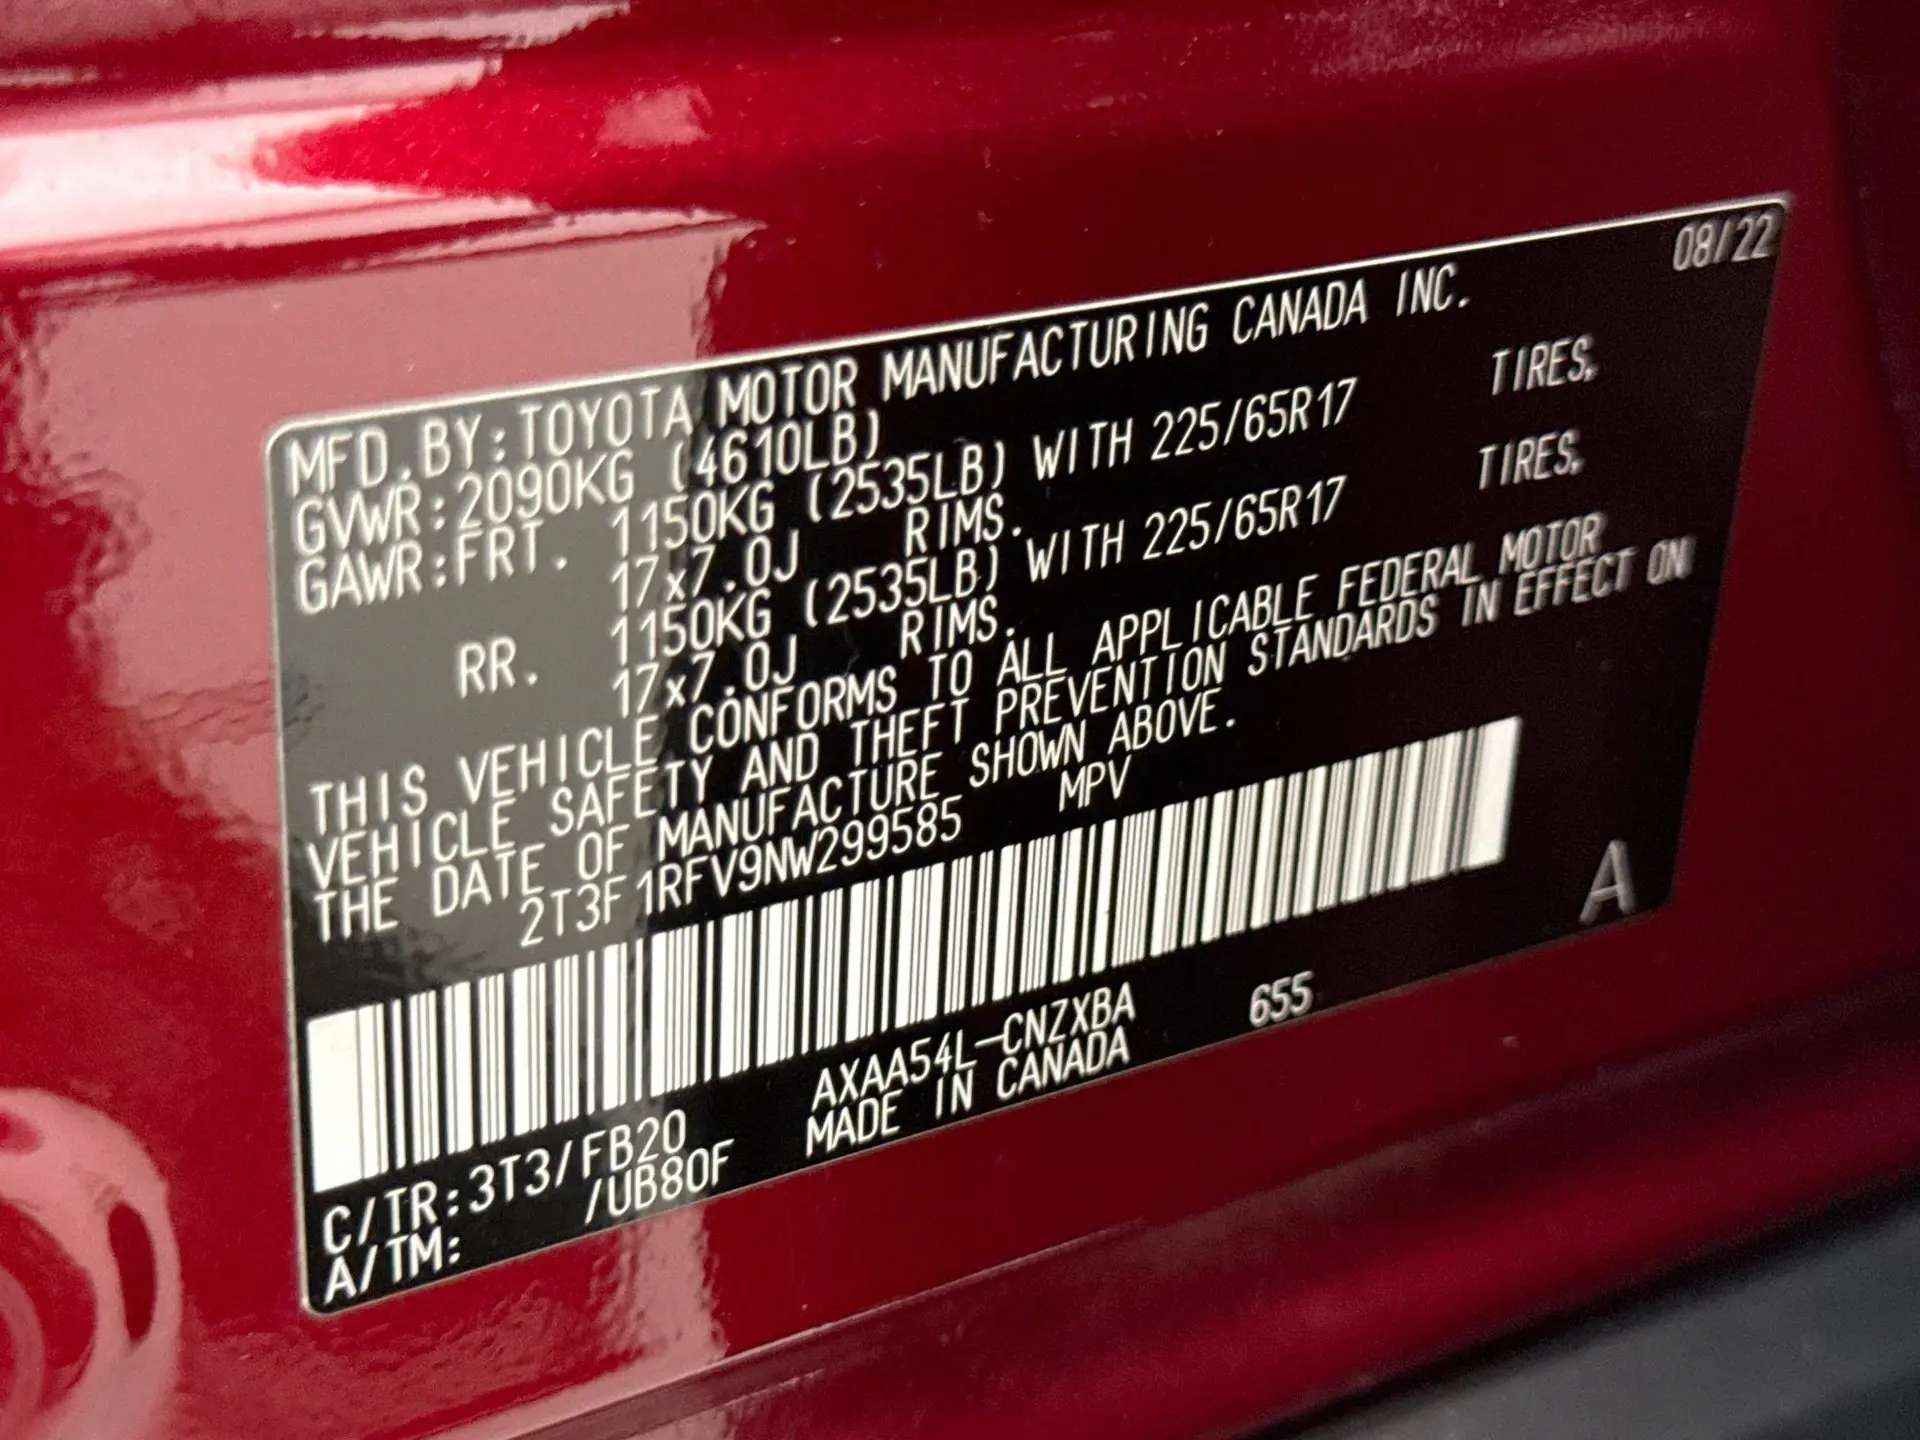 08/22
MFD.BY:TOYOTA MOTOR MANUFACTURING CANADA INC.
GVWR:2090KG (4610LB)
GAWR:FRT. 1150KG (2535LB) WITH 225/65R17 TIRES,
17x7.0J RIMS.
RR. 1150KG (2535LB) WITH 225/65R17 TIRES,
17x7.0J RIMS.
THIS VEHICLE CONFORMS TO ALL APPLICABLE FEDERAL MOTOR
VEHICLE SAFETY AND THEFT PREVENTION STANDARDS IN EFFECT ON
THE DATE OF MANUFACTURE SHOWN ABOVE.
2T3F1RFV9NW299585 MPV
A
C/TR:3T3/FB20 AXAA54L-CNZXBA 655
A/TM: /UB80F MADE IN CANADA